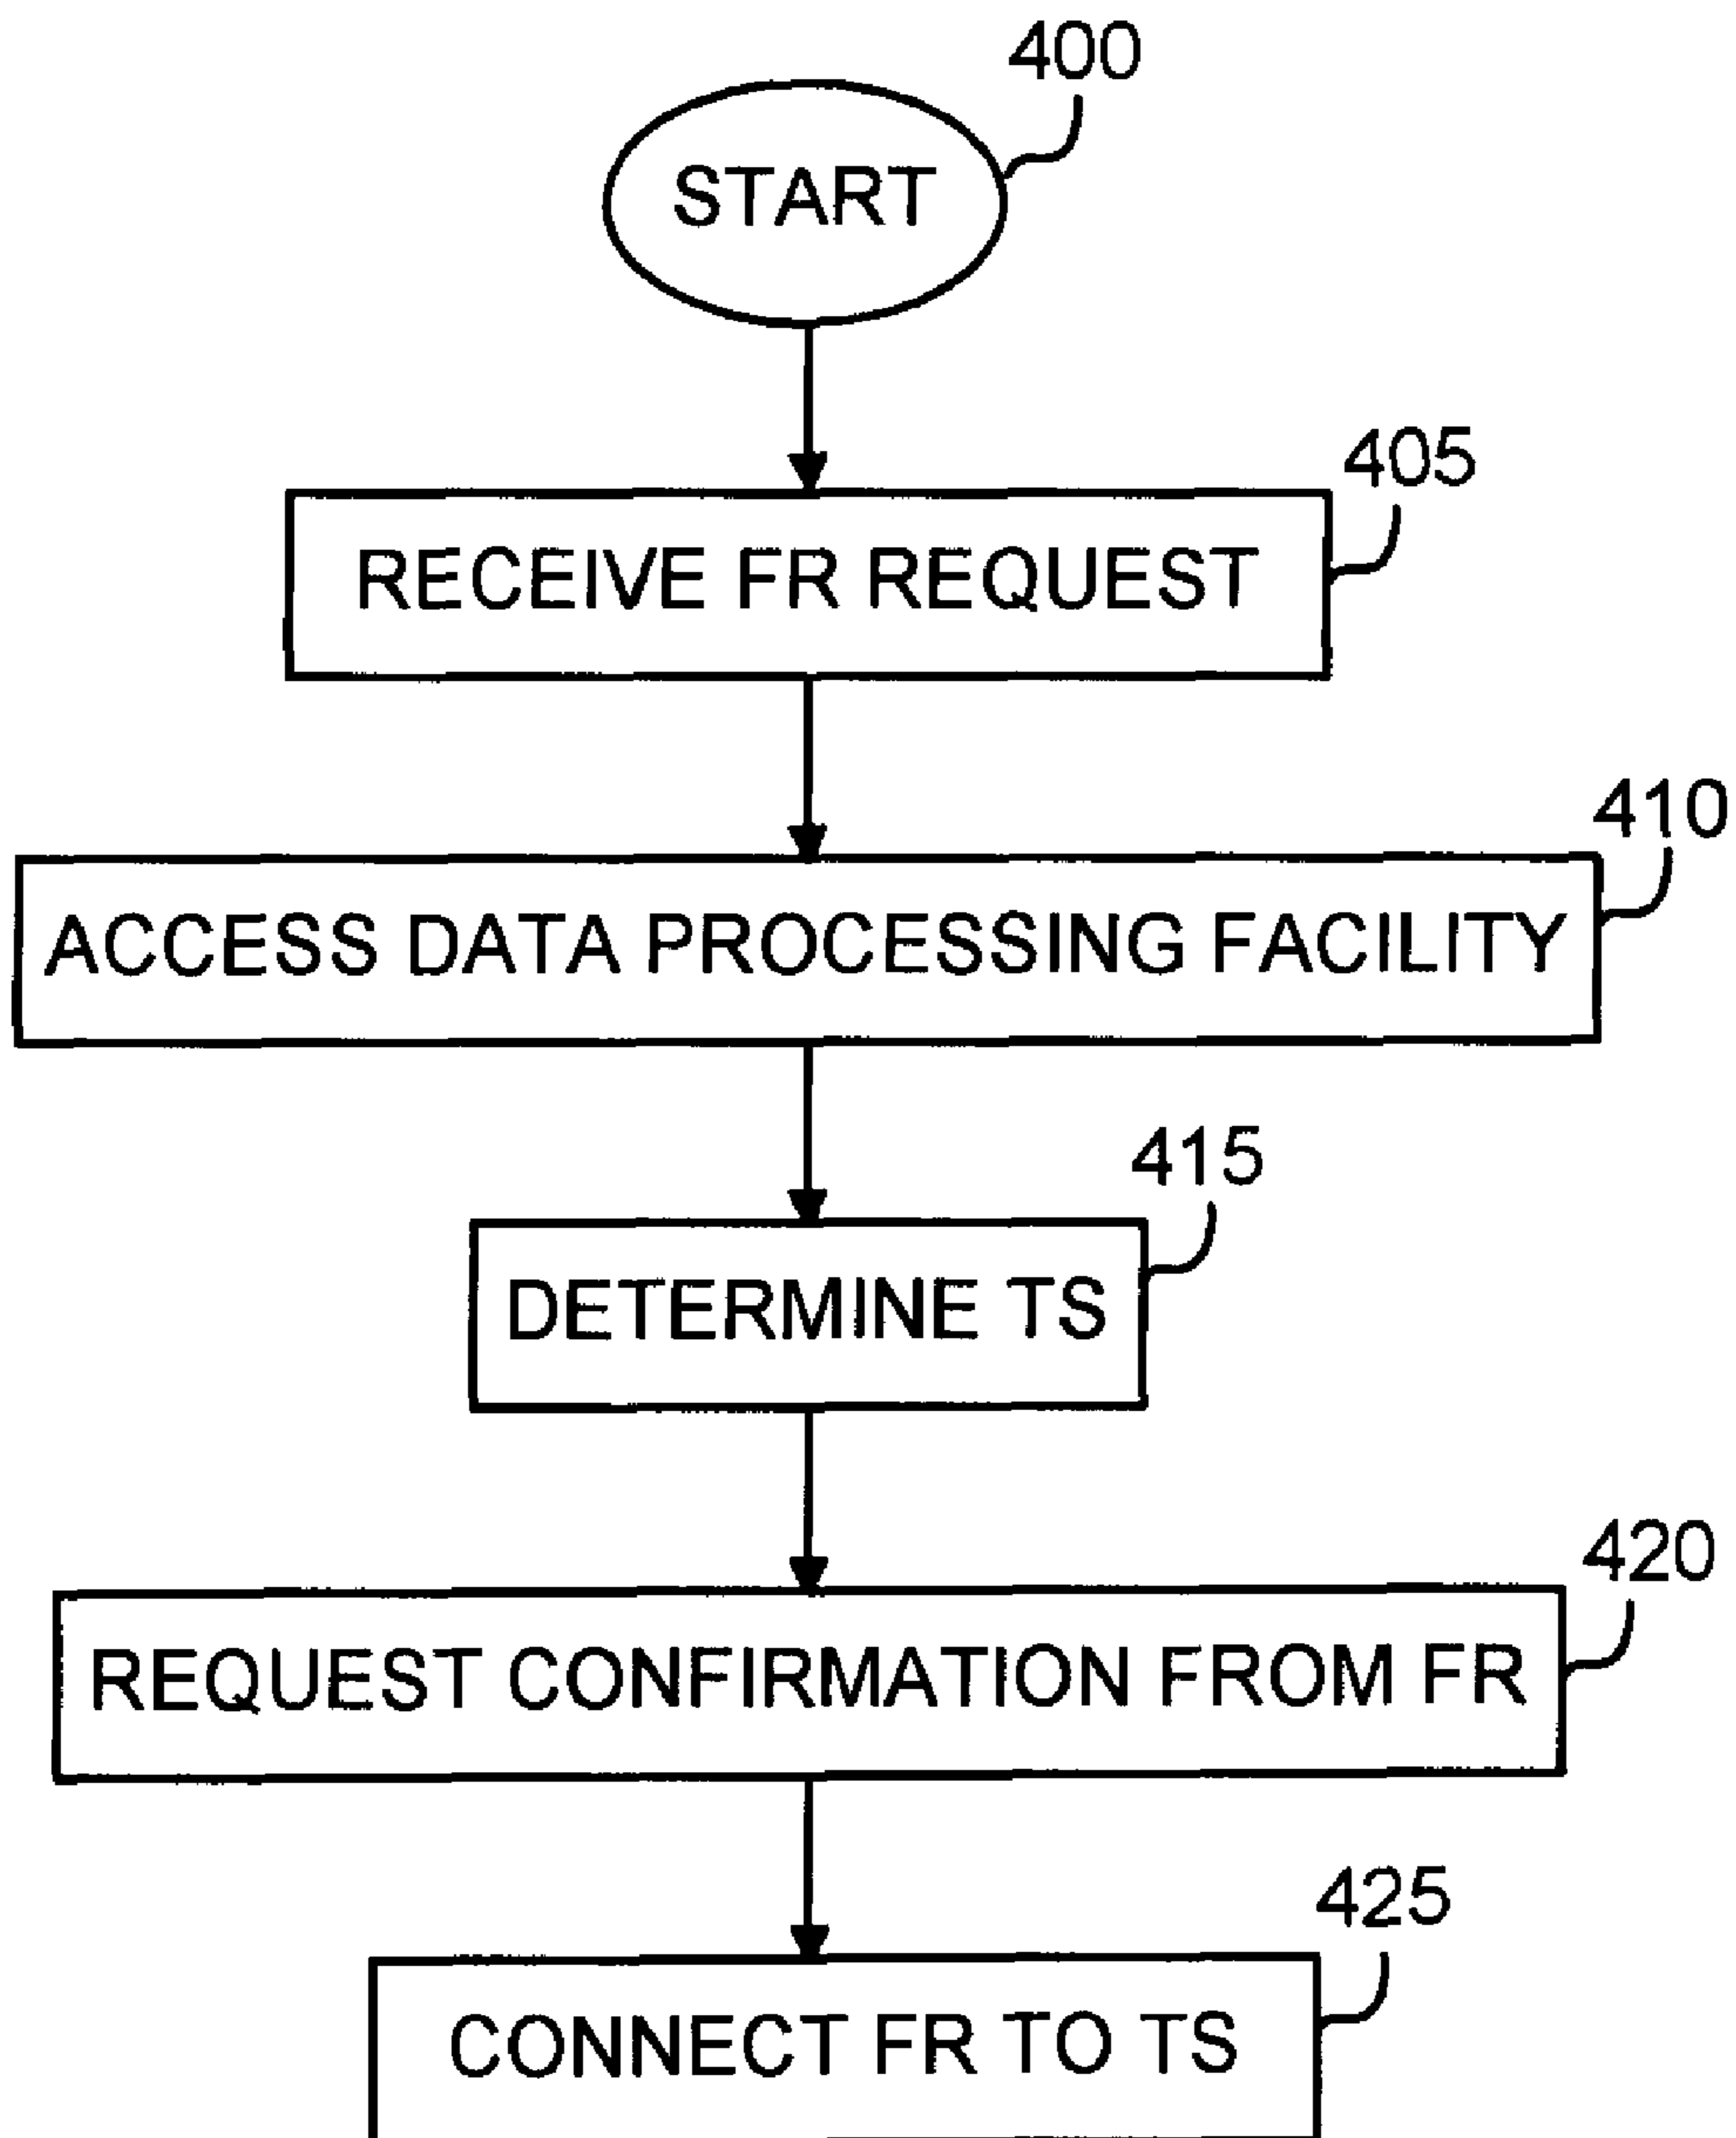 400
START
405
RECEIVE FR REQUEST
410
ACCESS DATA PROCESSING FACILITY
415
DETERMINE TS
420
REQUEST CONFIRMATION FROM FR
425
CONNECT FR TO TS